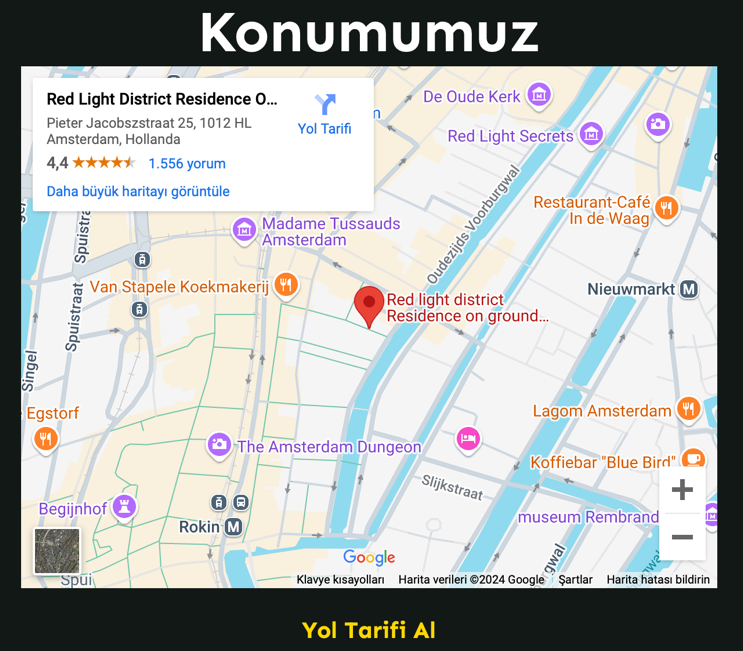 Konumumuz
Red Light District Residence O...
Pieter Jacobszstraat 25, 1012 HL
Amsterdam, Hollanda
4,4
1.556 yorum
Daha büyük haritayı görüntüle
Yol Tarifi
De Oude Kerk
Red Light Secrets
Oudezijds Voorburgwal
Restaurant-Café
In de Waag
Madame Tussauds
Amsterdam
Spuistraat
Van Stapele Koekmakerij
Nieuwmarkt M
Red light district
Residence on ground...
Spuistraat
Singel
Egstorf
Lagom Amsterdam
The Amsterdam Dungeon
Koffiebar "Blue Bird"
Slijkstraat
Begijnhof
museum Rembrand
Rokin M
Google
Spui
Klavye kısayolları
Harita verileri ©2024 Google
Şartlar
Harita hatası bildirin
Yol Tarifi Al